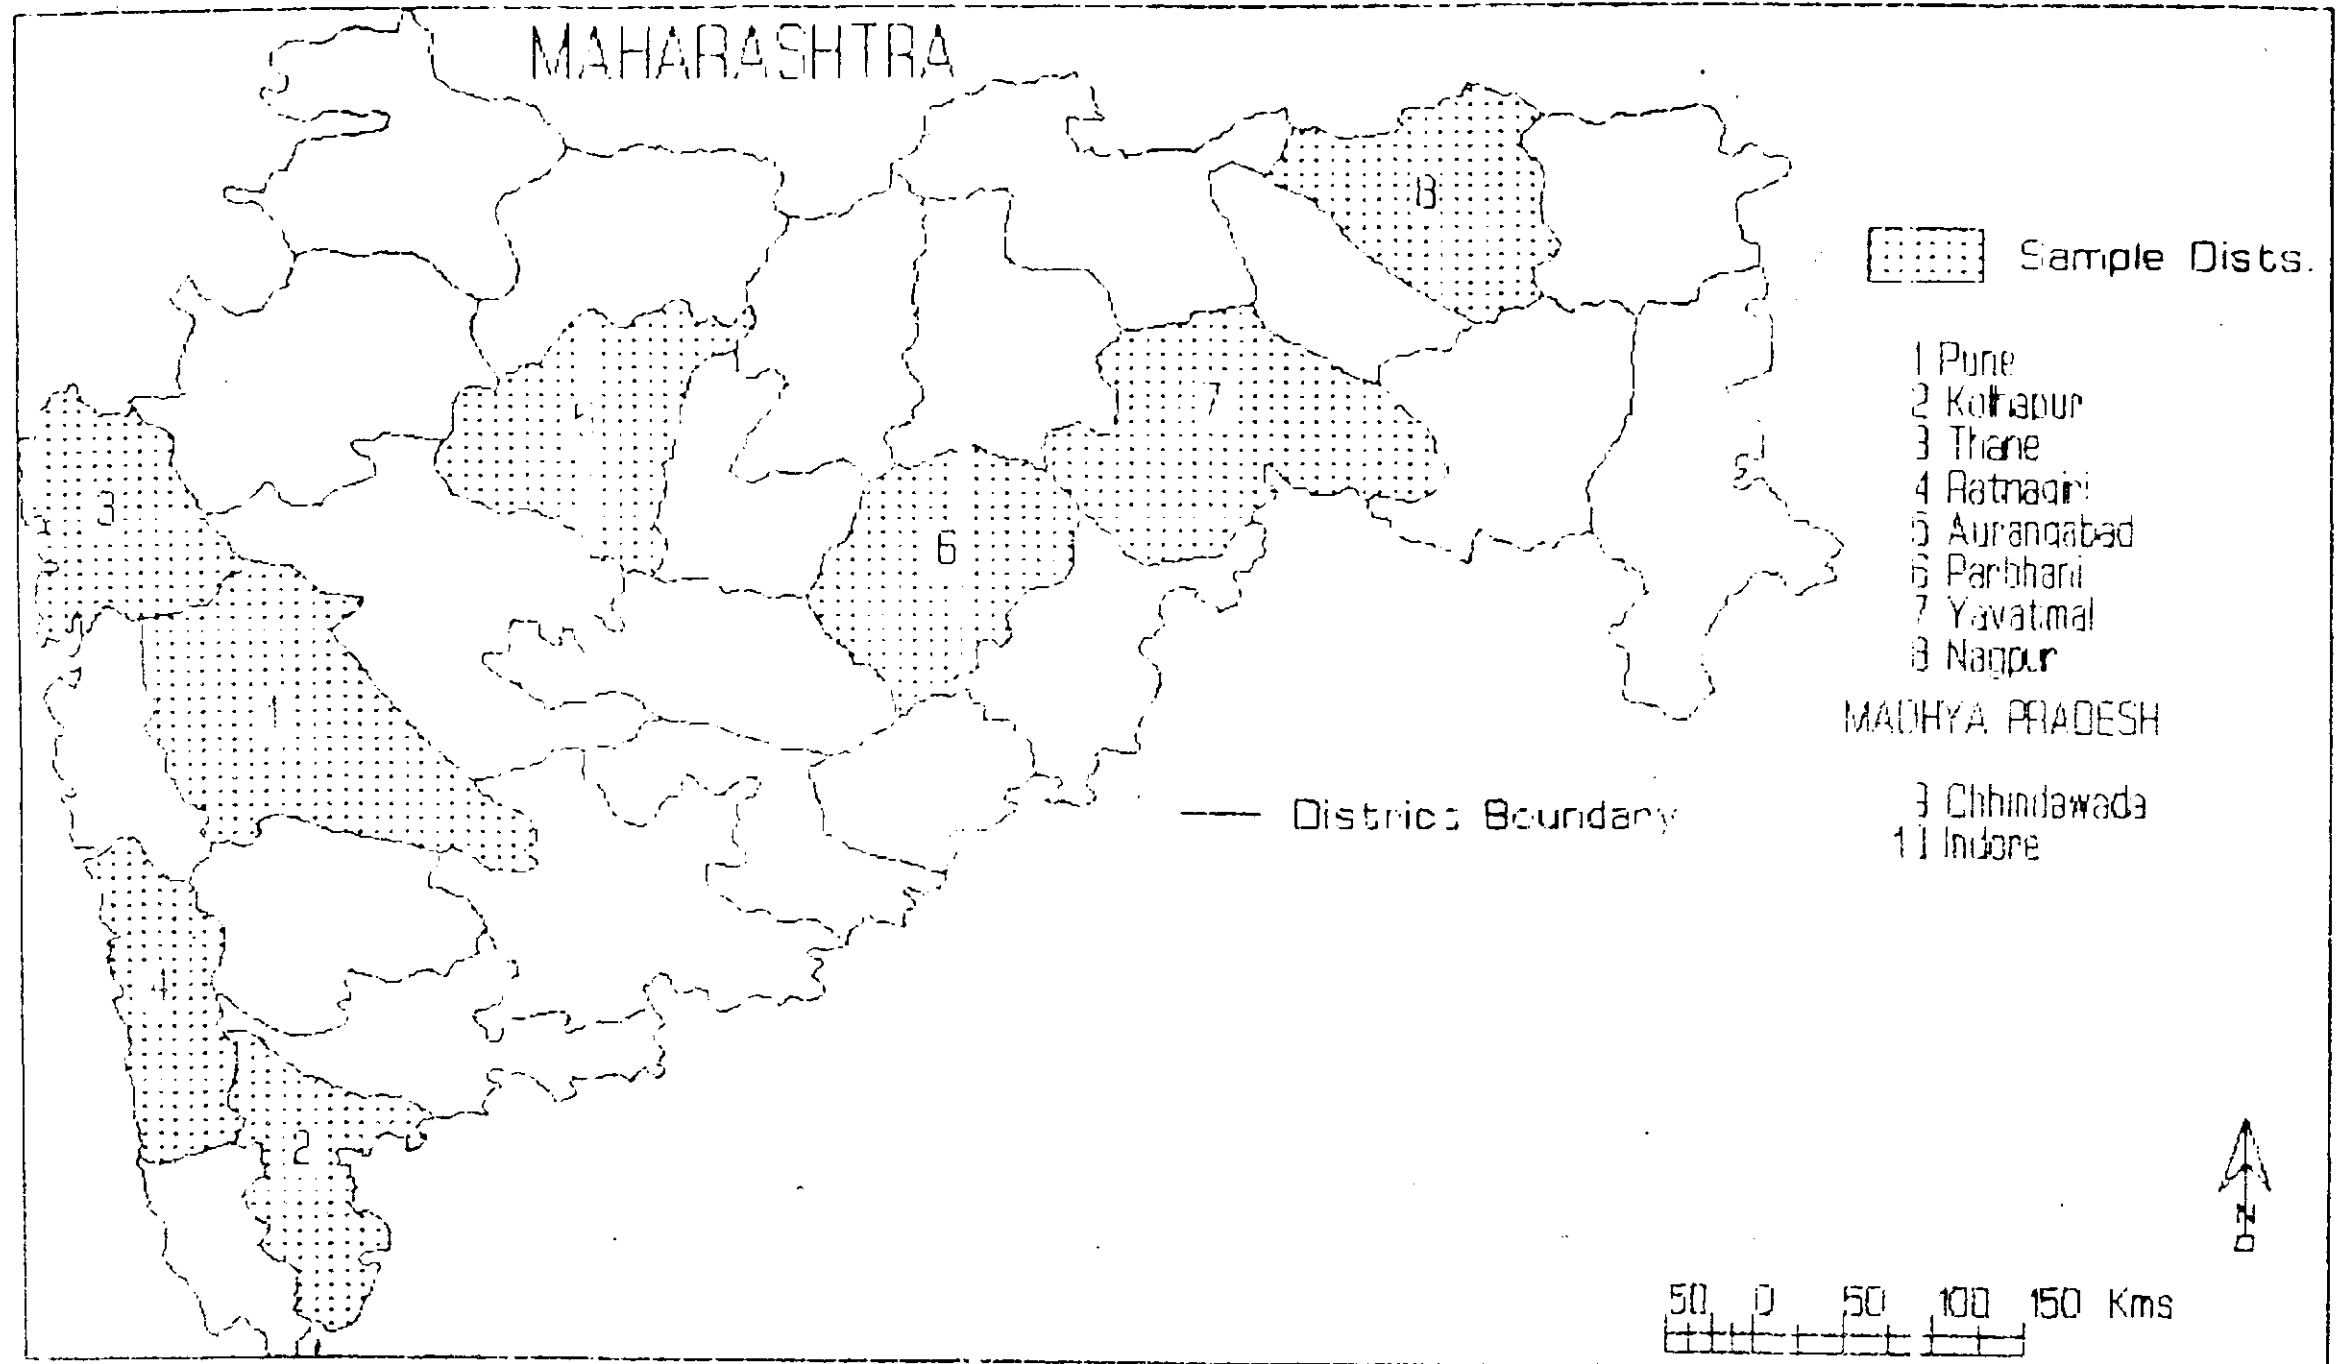 MAHARASHTRA
8
Sample Dists.
7
5
3
6
1
4
2
1 Pune
2 Kolhapur
3 Thane
4 Ratnagiri
5 Aurangabad
6 Parbhani
7 Yavatmal
8 Nagpur
MADHYA PRADESH
9 Chhindawada
Indore
District Boundary
N
50 0 50 100 150 Kms